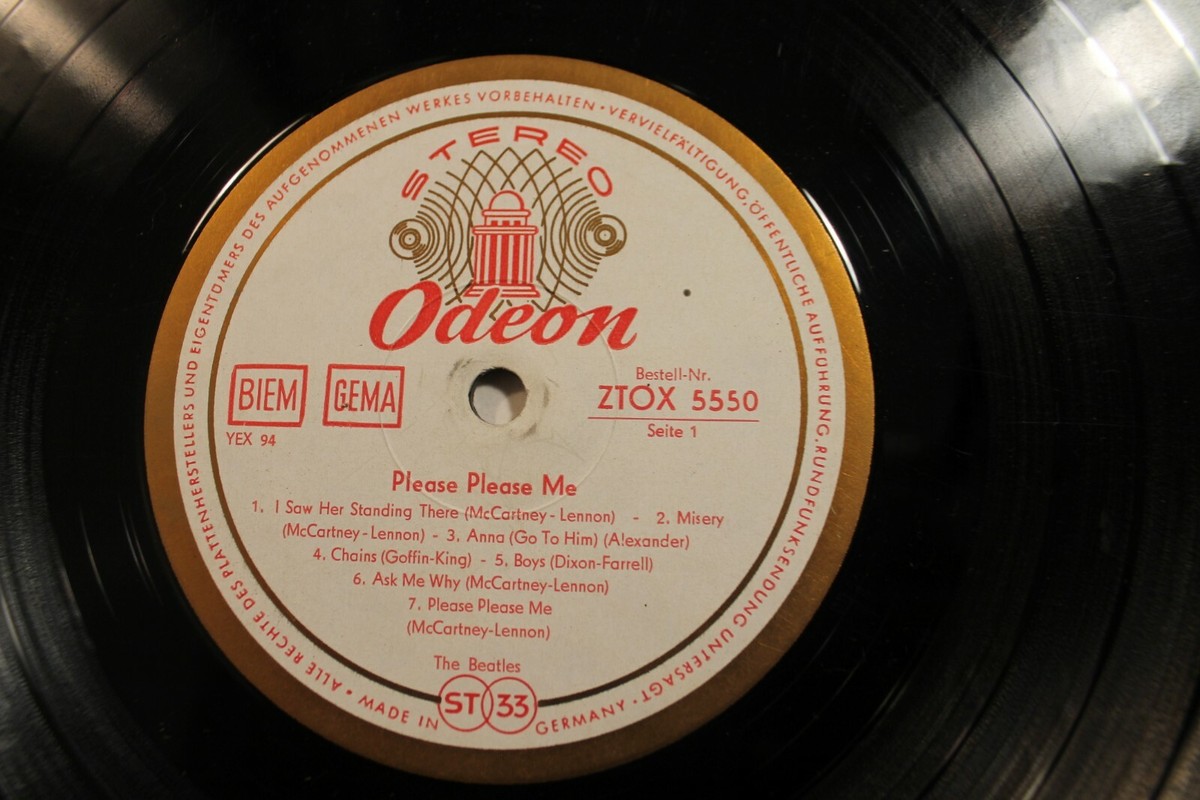 ALLE RECHTE DES PLATTENHERSTELLERS UND EIGENTÜMERS DES AUFGENOMMENEN WERKES VORBEHALTEN • VERVIELFÄLTIGUNG, ÖFFENTLICHE AUFFÜHRUNG, RUNDFUNKSENDUNG UNTERSAGT •
STEREO
Odeon
BIEM GEMA
Bestell-Nr.
ZTOX 5550
YEX 94
Seite 1
Please Please Me
1. I Saw Her Standing There (McCartney - Lennon) - 2. Misery
(McCartney - Lennon) - 3. Anna (Go To Him) (Alexander)
4. Chains (Goffin-King) - 5. Boys (Dixon-Farrell)
6. Ask Me Why (McCartney-Lennon)
7. Please Please Me
(McCartney-Lennon)
The Beatles
ST 33
• MADE IN GERMANY •